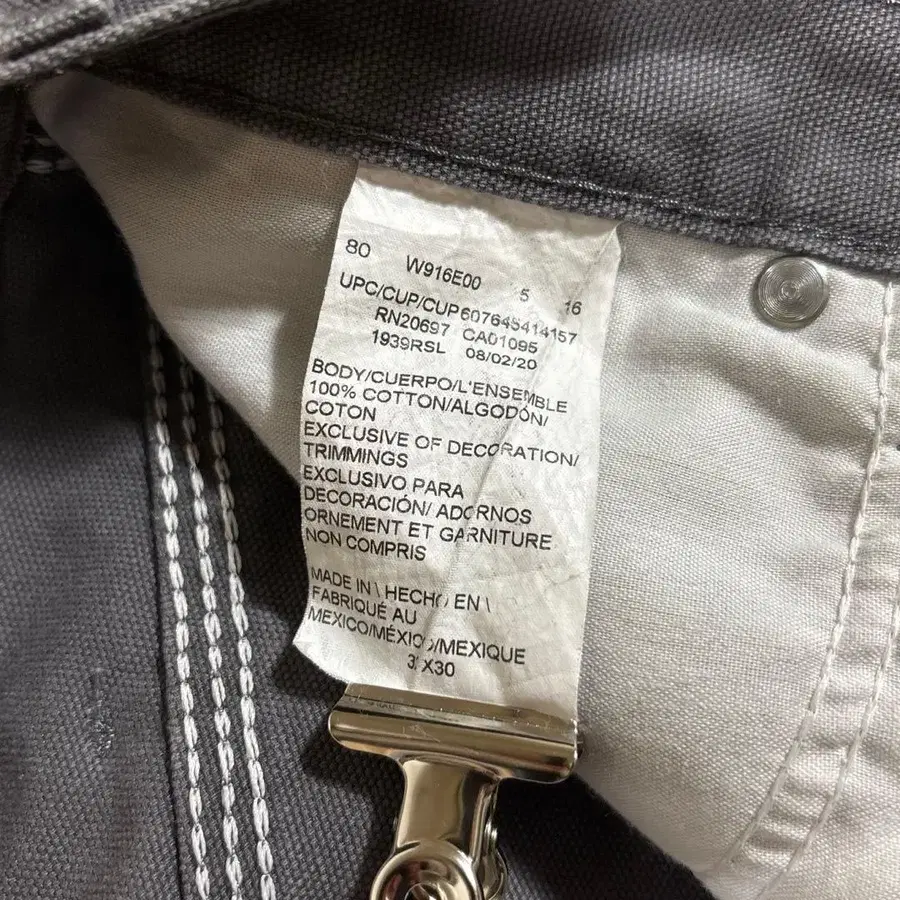 80 W916E00 5 16
UPC/CUP/CUP607645414157
RN20697 CA01095
1939RSL 08/02/20
BODY/CUERPO/L'ENSEMBLE
100% COTTON/ALGODÓN/
COTON
EXCLUSIVE OF DECORATION/
TRIMMINGS
EXCLUSIVO PARA
DECORACIÓN/ ADORNOS
ORNEMENT ET GARNITURE
NON COMPRIS
MADE IN \ HECHO EN \
FABRIQUÉ AU
MEXICO/MÉXICO/MEXIQUE